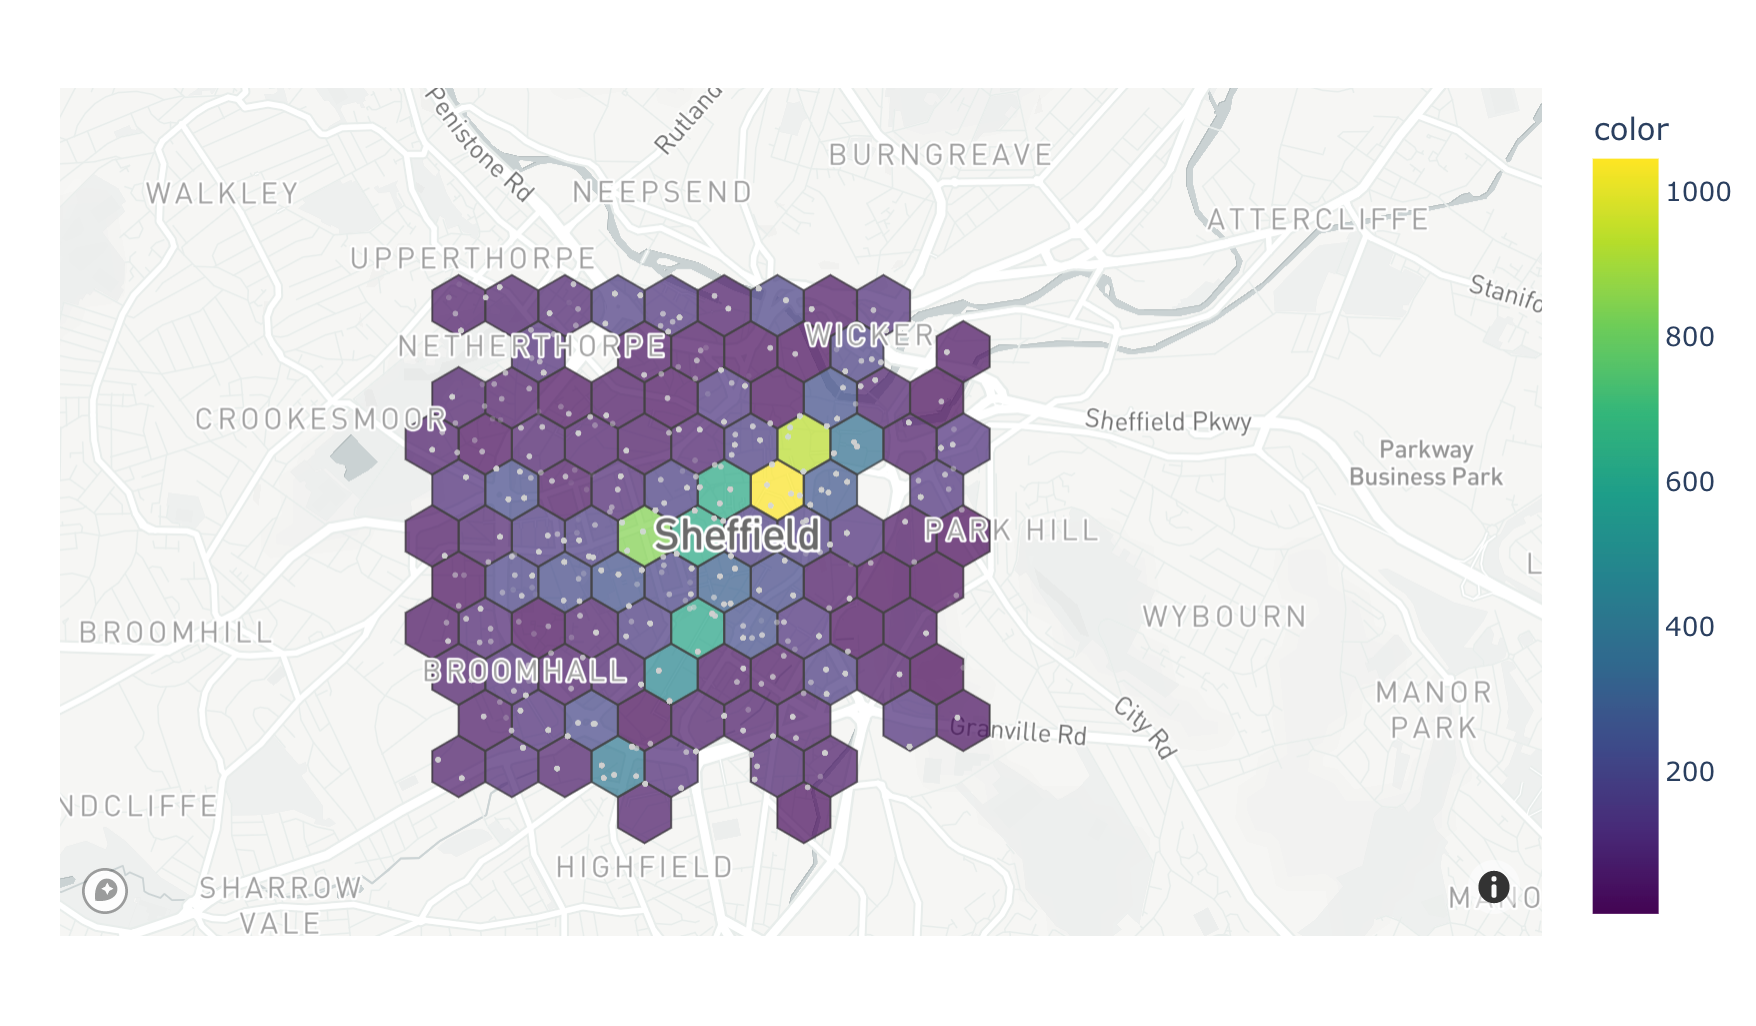 Penistone Rd
Rutland
BURNGREAVE
WALKLEY
NEEPSEND
ATTERCLIFFE
UPPERTHORPE
Stanifo
NETHERTHORPE
WICKER
CROOKESMOOR
Sheffield Pkwy
Parkway
Business Park
Sheffield
PARK HILL
L
BROOMHILL
WYBOURN
BROOMHALL
MANOR
PARK
Granville Rd
City Rd
NDCLIFFE
HIGHFIELD
SHARROW
VALE
MANO
color
1000
800
600
400
200